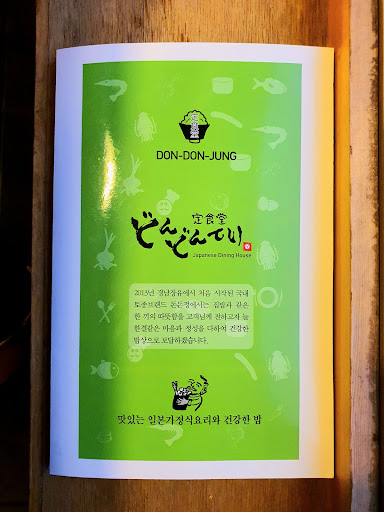 DON-DON-JUNG
定食堂
どんどんてい
Japanese Dining House
2013년 경남장유에서 처음 시작된 국내
토종브랜드 돈돈정에서는 집밥과 같은
한 끼의 따뜻함을 고객님께 전하고자 늘
한결같은 마음과 정성을 다하여 건강한
밥상으로 보답하겠습니다.
맛있는 일본가정식요리와 건강한 밥